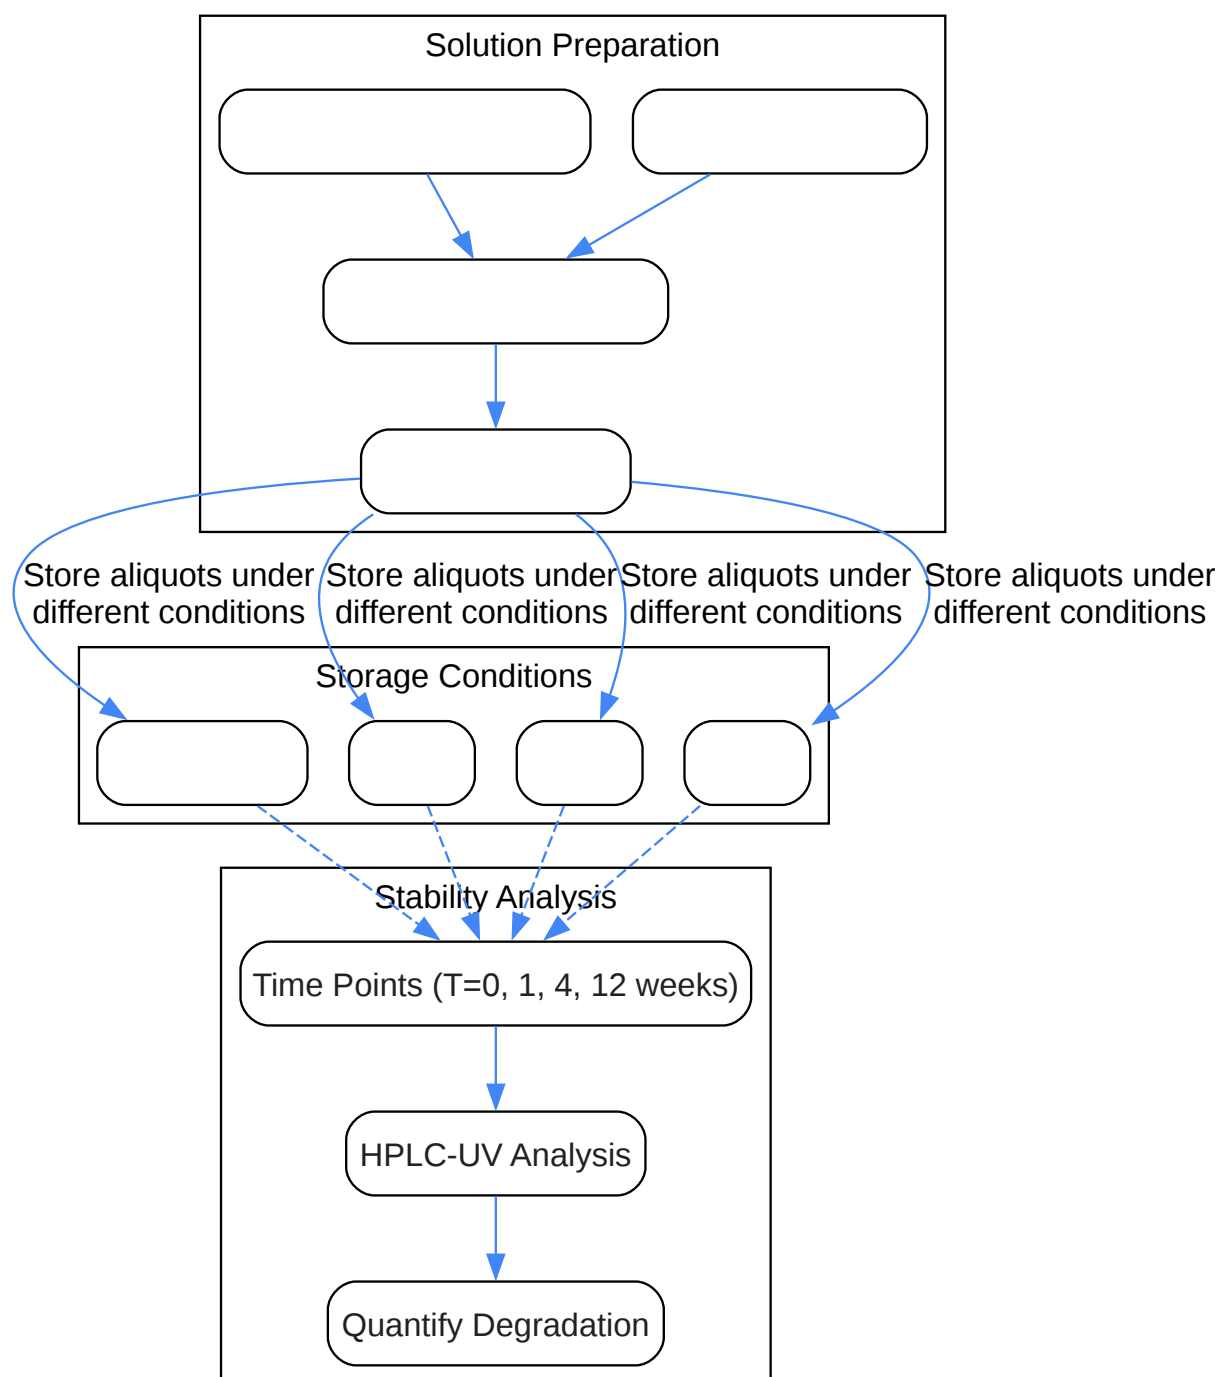 Solution Preparation
Store aliquots under
different conditions
Store aliquots under
different conditions
Store aliquots under
different conditions
Store aliquots under
different conditions
Storage Conditions
Stability Analysis
Time Points (T=0, 1, 4, 12 weeks)
HPLC-UV Analysis
Quantify Degradation